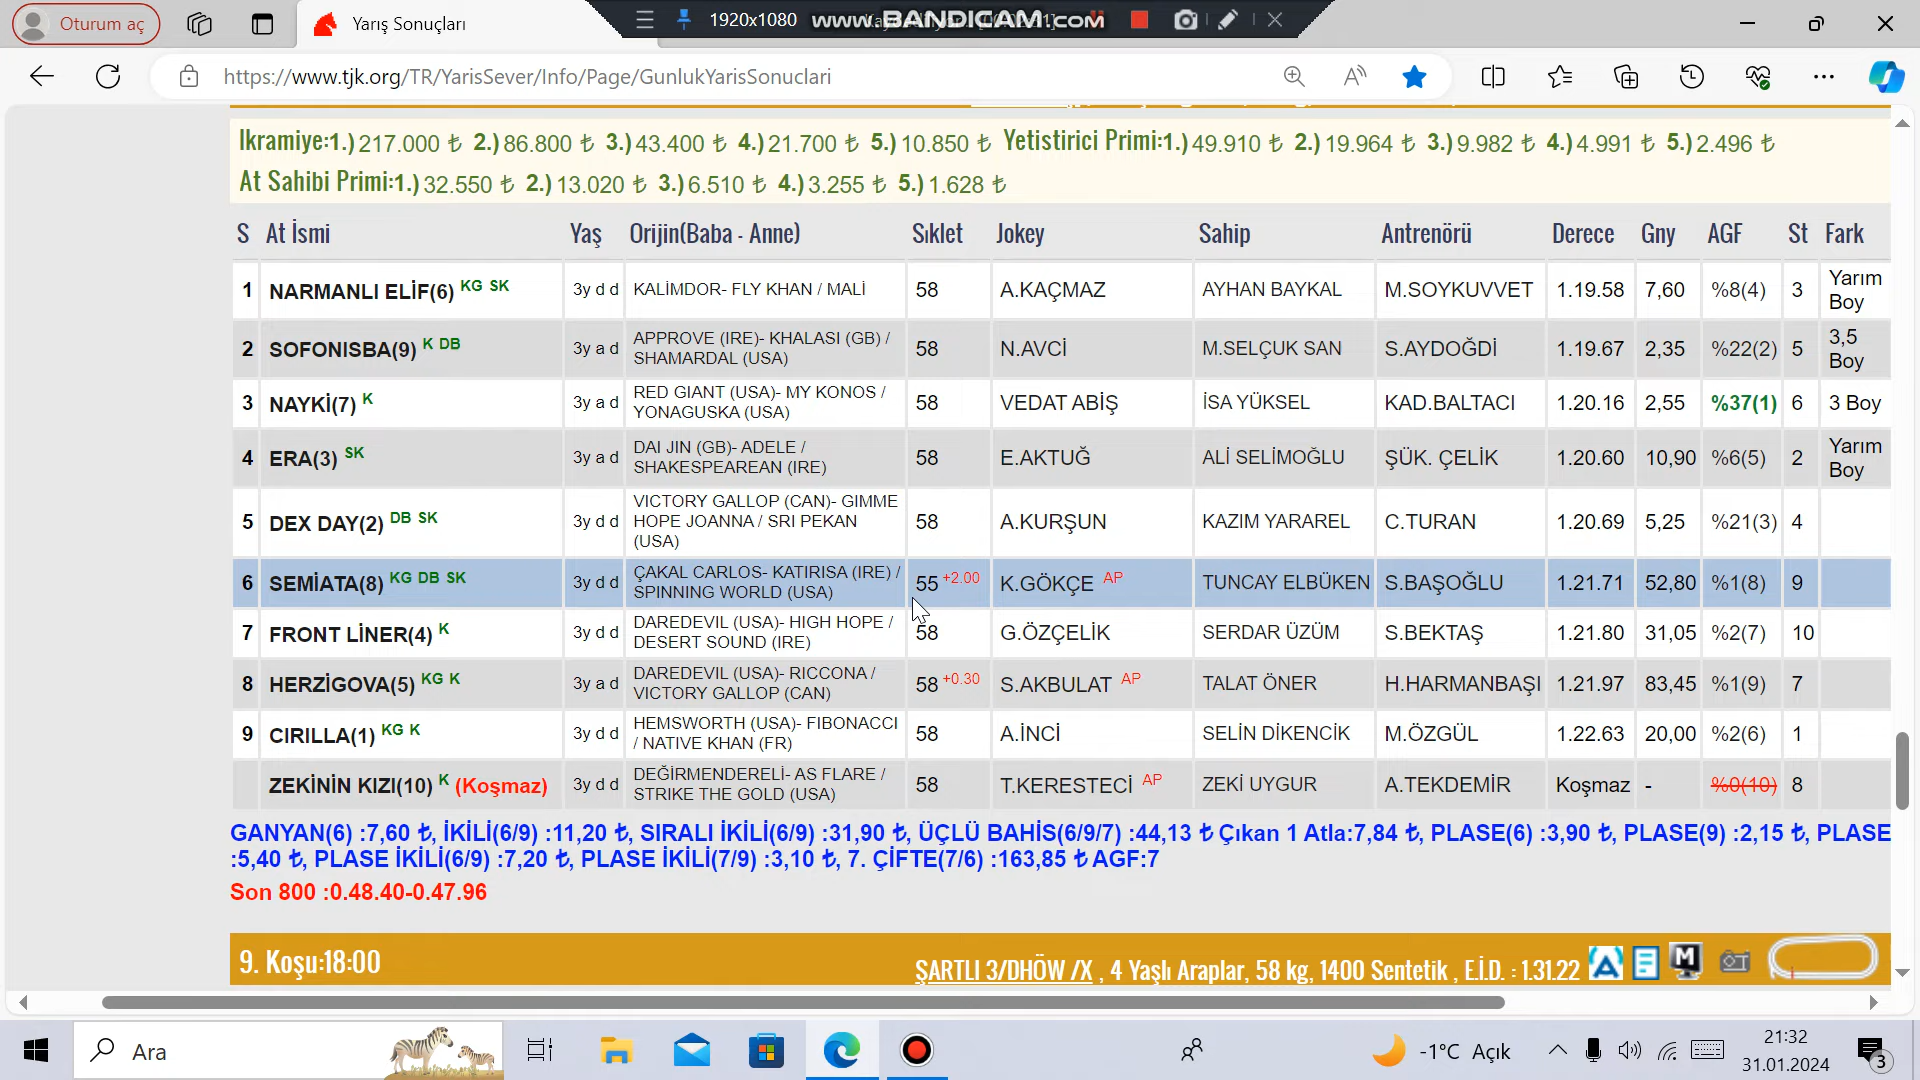 Oturum aç
Yarış Sonuçları
1920x1080
www.BANDICAM.com
https://www.tjk.org/TR/YarisSever/Info/Page/GunlukYarisSonuclari
Ikramiye:1.) 217.000 ₺ 2.) 86.800 ₺ 3.) 43.400 ₺ 4.) 21.700 ₺ 5.) 10.850 ₺ Yetistirici Primi:1.) 49.910 ₺ 2.) 19.964 ₺ 3.) 9.982 ₺ 4.) 4.991 ₺ 5.) 2.496 ₺
At Sahibi Primi:1.) 32.550 ₺ 2.) 13.020 ₺ 3.) 6.510 ₺ 4.) 3.255 ₺ 5.) 1.628 ₺
S At İsmi Yaş Orijin(Baba - Anne) Sıklet Jokey Sahip Antrenörü Derece Gny AGF St Fark
1 NARMANLI ELİF(6) KG SK 3y d d KALİMDOR- FLY KHAN / MALİ 58 A.KAÇMAZ AYHAN BAYKAL M.SOYKUVVET 1.19.58 7,60 %8(4) 3 Yarım Boy
2 SOFONISBA(9) K DB 3y a d APPROVE (IRE)- KHALASI (GB) / SHAMARDAL (USA) 58 N.AVCİ M.SELÇUK SAN S.AYDOĞDİ 1.19.67 2,35 %22(2) 5 3,5 Boy
3 NAYKİ(7) K 3y a d RED GIANT (USA)- MY KONOS / YONAGUSKA (USA) 58 VEDAT ABİŞ İSA YÜKSEL KAD.BALTACI 1.20.16 2,55 %37(1) 6 3 Boy
4 ERA(3) SK 3y a d DAI JIN (GB)- ADELE / SHAKESPEAREAN (IRE) 58 E.AKTUĞ ALİ SELİMOĞLU ŞÜK. ÇELİK 1.20.60 10,90 %6(5) 2 Yarım Boy
5 DEX DAY(2) DB SK 3y d d VICTORY GALLOP (CAN)- GIMME HOPE JOANNA / SRI PEKAN (USA) 58 A.KURŞUN KAZIM YARAREL C.TURAN 1.20.69 5,25 %21(3) 4
6 SEMİATA(8) KG DB SK 3y d d ÇAKAL CARLOS- KATIRISA (IRE) / SPINNING WORLD (USA) 55 +2.00 K.GÖKÇE AP TUNCAY ELBÜKEN S.BAŞOĞLU 1.21.71 52,80 %1(8) 9
7 FRONT LİNER(4) K 3y d d DAREDEVIL (USA)- HIGH HOPE / DESERT SOUND (IRE) 58 G.ÖZÇELİK SERDAR ÜZÜM S.BEKTAŞ 1.21.80 31,05 %2(7) 10
8 HERZİGOVA(5) KG K 3y a d DAREDEVIL (USA)- RICCONA / VICTORY GALLOP (CAN) 58 +0.30 S.AKBULAT AP TALAT ÖNER H.HARMANBAŞI 1.21.97 83,45 %1(9) 7
9 CIRILLA(1) KG K 3y d d HEMSWORTH (USA)- FIBONACCI / NATIVE KHAN (FR) 58 A.İNCİ SELİN DİKENCİK M.ÖZGÜL 1.22.63 20,00 %2(6) 1
ZEKİNİN KIZI(10) K (Koşmaz) 3y d d DEĞİRMENDERELİ- AS FLARE / STRIKE THE GOLD (USA) 58 T.KERESTECİ AP ZEKİ UYGUR A.TEKDEMİR Koşmaz - %0(10) 8
GANYAN(6) :7,60 ₺, İKİLİ(6/9) :11,20 ₺, SIRALI İKİLİ(6/9) :31,90 ₺, ÜÇLÜ BAHİS(6/9/7) :44,13 ₺ Çıkan 1 Atla:7,84 ₺, PLASE(6) :3,90 ₺, PLASE(9) :2,15 ₺, PLASE
:5,40 ₺, PLASE İKİLİ(6/9) :7,20 ₺, PLASE İKİLİ(7/9) :3,10 ₺, 7. ÇİFTE(7/6) :163,85 ₺ AGF:7
Son 800 :0.48.40-0.47.96
9. Koşu:18:00
ŞARTLI 3/DHÖW /X , 4 Yaşlı Araplar, 58 kg, 1400 Sentetik , E.İ.D. : 1.31.22
Ara
-1°C Açık
21:32
31.01.2024
3